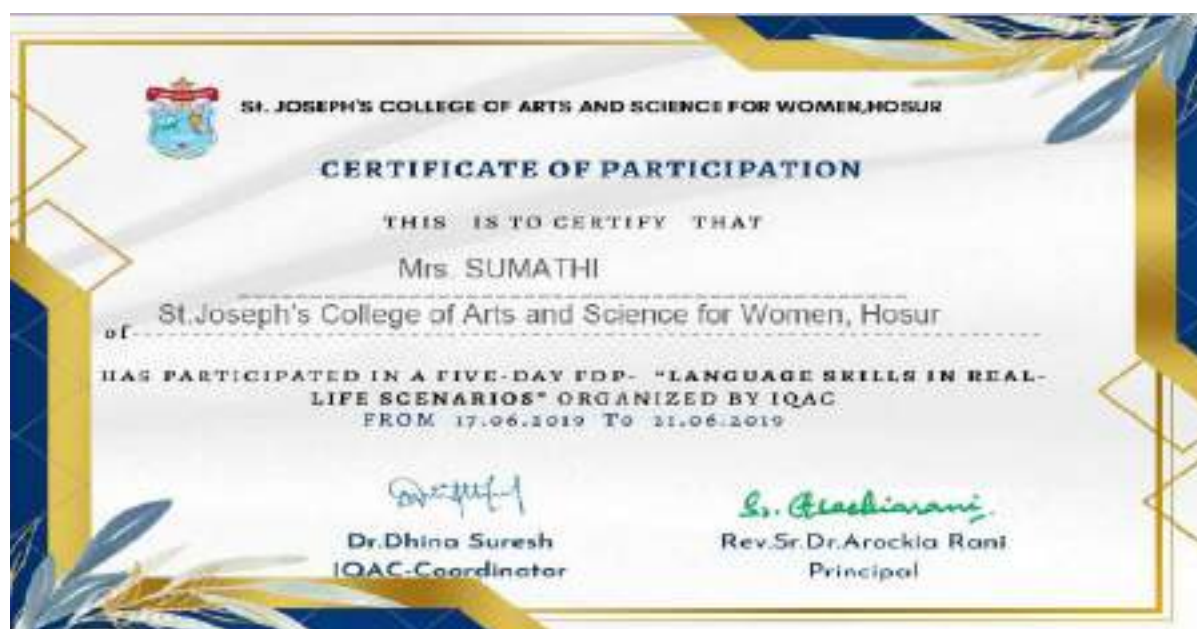 St. JOSEPH'S COLLEGE OF ARTS AND SCIENCE FOR WOMEN,HOSUR
CERTIFICATE OF PARTICIPATION
THIS IS TO CERTIFY THAT
Mrs. SUMATHI
of St.Joseph's College of Arts and Science for Women, Hosur
HAS PARTICIPATED IN A FIVE-DAY FDP- "LANGUAGE SKILLS IN REAL-
LIFE SCENARIOS" ORGANIZED BY IQAC
FROM 17.06.2019 To 21.06.2019
Sr. Arockiarani.
Dr.Dhina Suresh Rev.Sr.Dr.Arockia Rani
IQAC-Coordinator Principal